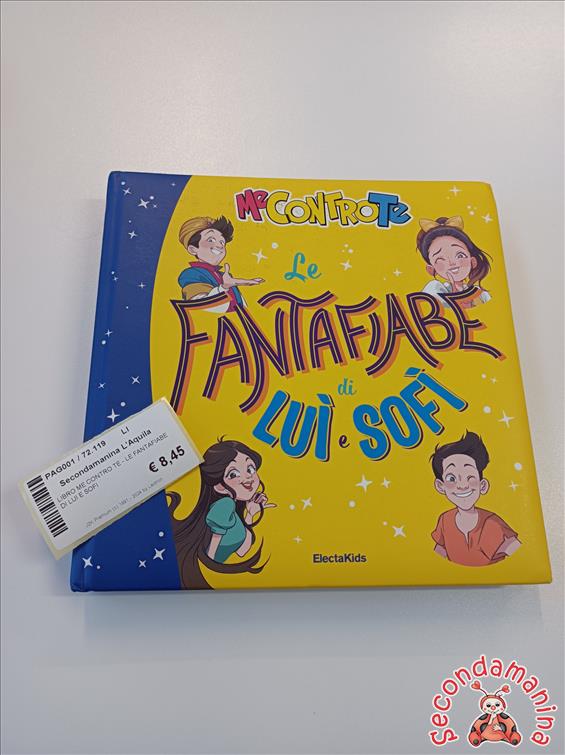 Me CONTRO Te
Le
FANTAFIABE
di
LUÌ e SOFÌ
ElectaKids
PAG001 / 72.119 LI
Secondamanina L'Aquila
LIBRO ME CONTRO TE - LE FANTAFIABE
DI LUI E SOFI
€ 8,45
Secondamanina